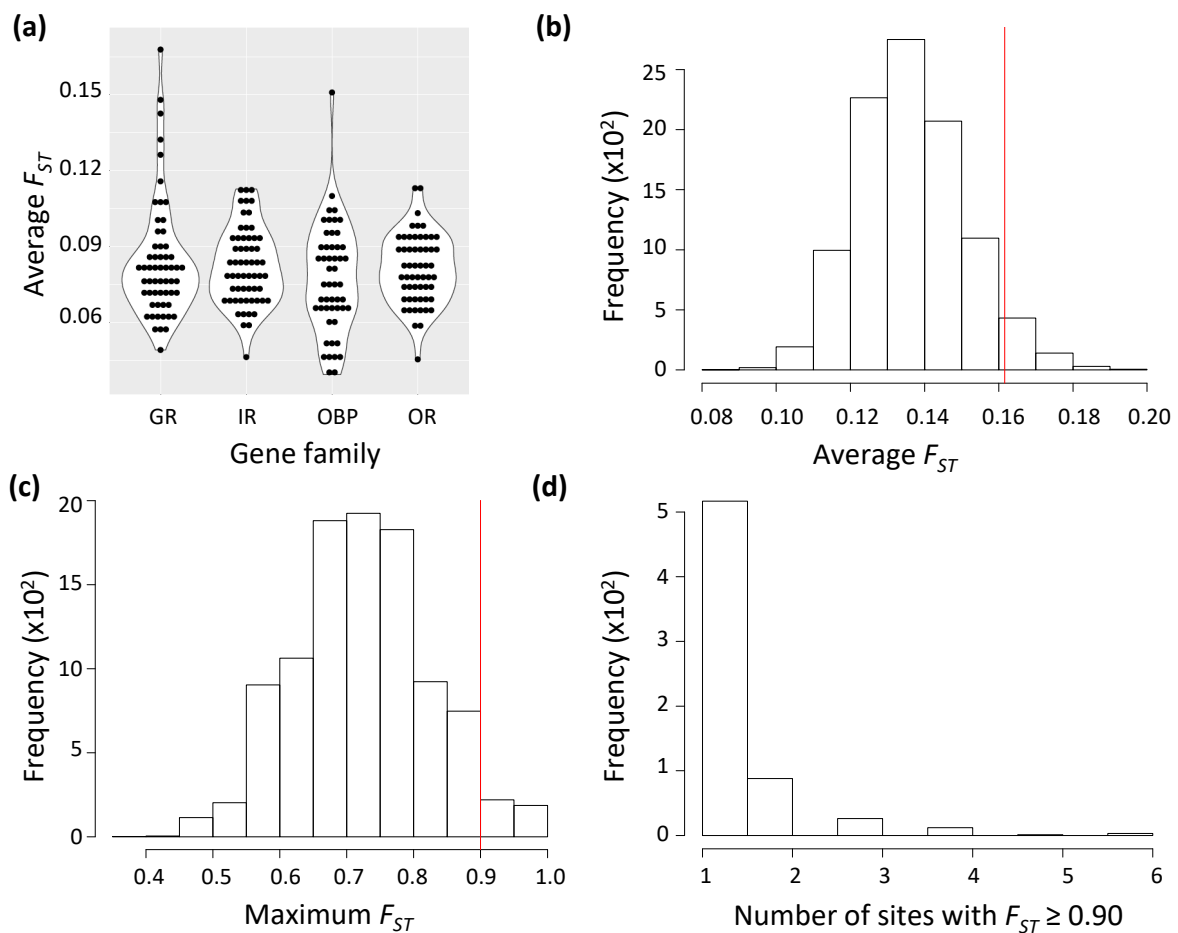 (a)
Average F_ST
0.15
0.12
0.09
0.06
GR IR OBP OR
Gene family
(b)
Frequency (x10²)
25
20
15
10
5
0
0.08 0.10 0.12 0.14 0.16 0.18 0.20
Average F_ST
(c)
Frequency (x10²)
20
15
10
5
0
0.4 0.5 0.6 0.7 0.8 0.9 1.0
Maximum F_ST
(d)
Frequency (x10²)
5
4
3
2
1
0
1 2 3 4 5 6
Number of sites with F_ST ≥ 0.90